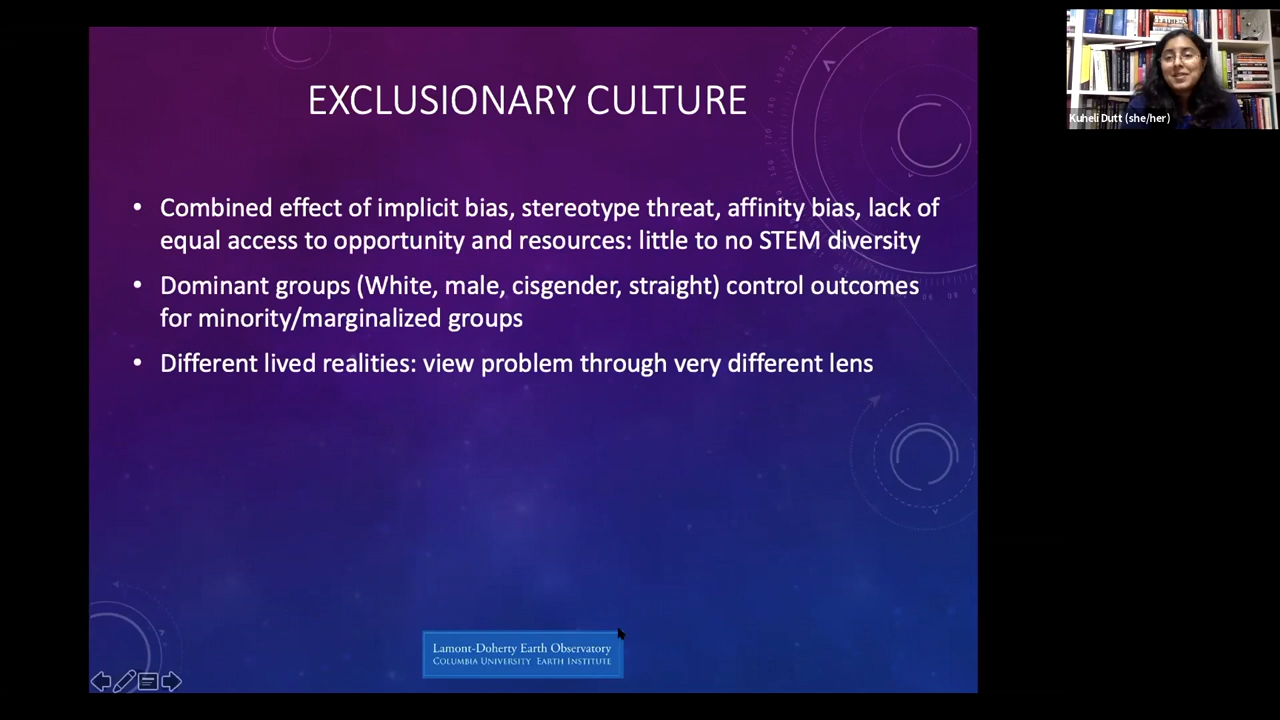 EXCLUSIONARY CULTURE
• Combined effect of implicit bias, stereotype threat, affinity bias, lack of
equal access to opportunity and resources: little to no STEM diversity
• Dominant groups (White, male, cisgender, straight) control outcomes
for minority/marginalized groups
• Different lived realities: view problem through very different lens
Lamont-Doherty Earth Observatory
COLUMBIA UNIVERSITY EARTH INSTITUTE
Kuheli Dutt (she/her)